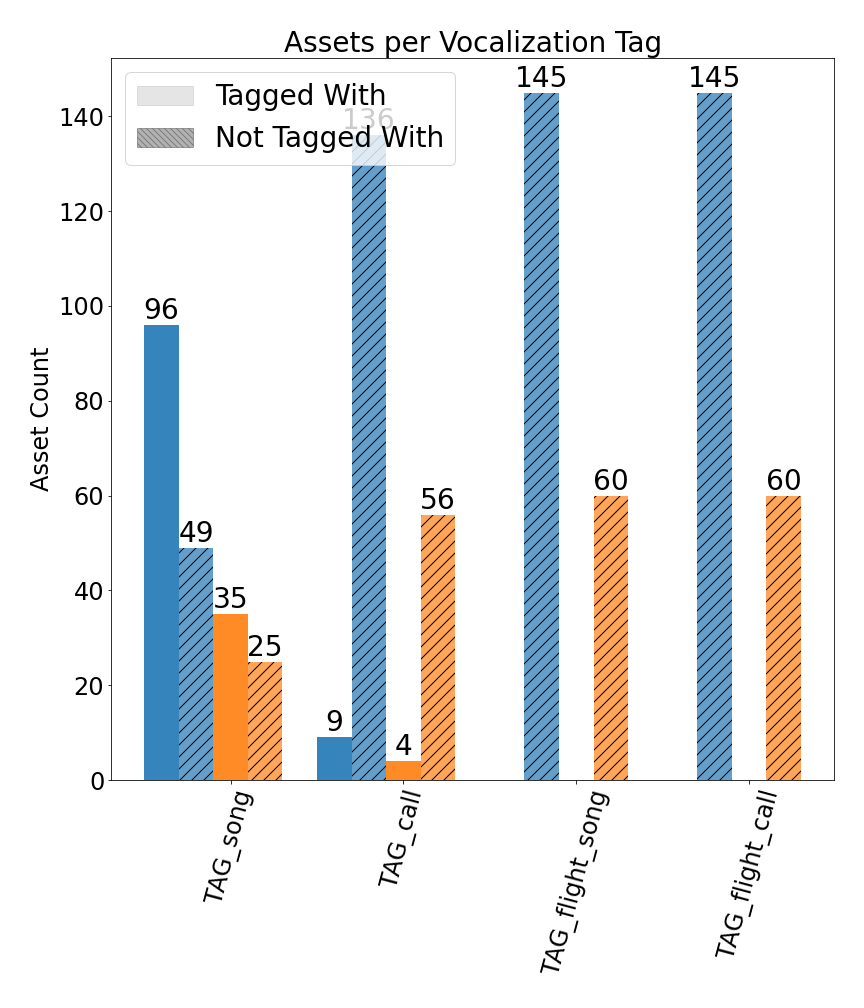 Assets per Vocalization Tag
Tagged With
Not Tagged With
136
145
145
96
49
35
25
9
4
56
60
60
Asset Count
140
120
100
80
60
40
20
0
TAG_song
TAG_call
TAG_flight_song
TAG_flight_call